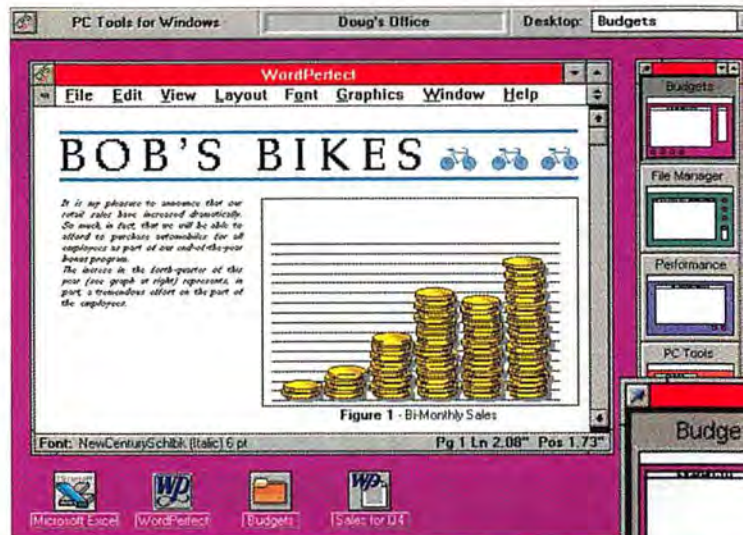 PC Tools for Windows
Doug's Office
Desktop:
Budgets
WordPerfect
File Edit View Layout Font Graphics Window Help
BOB'S BIKES
It is my pleasure to announce that our
retail sales have increased dramatically.
So much, in fact, that we will be able to
afford to purchase automobiles for all
employees as part of our end-of-the-year
bonus program.
The increse in the forth-quarter of this
year (see graph at right) represents, in
part, a tremendous effort on the part of
the employees.
Figure 1 - Bi-Monthly Sales
Font: NewCenturySchlbk (Italic) 6 pt
Pg 1 Ln 2.08" Pos 1.73"
Budgets
File Manager
Performance
PC Tools
Budge
Microsoft Excel
WordPerfect
Budgets
Sales for Q4